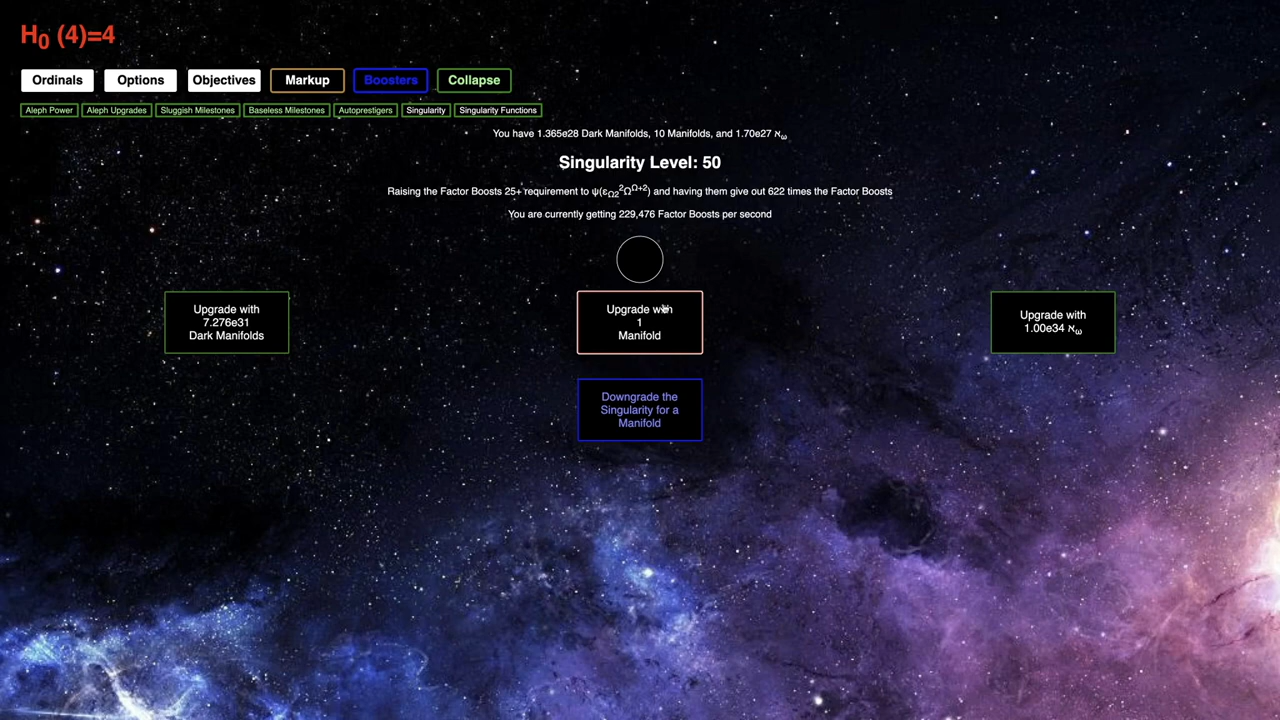 H₀ (4)=4
Ordinals Options Objectives Markup Boosters Collapse
Aleph Power Aleph Upgrades Sluggish Milestones Baseless Milestones Autoprestigers Singularity Singularity Functions
You have 1.365e28 Dark Manifolds, 10 Manifolds, and 1.70e27 ℵω
Singularity Level: 50
Raising the Factor Boosts 25+ requirement to ψ(ε_Ω2²Ω^Ω+2) and having them give out 622 times the Factor Boosts
You are currently getting 229,476 Factor Boosts per second
Upgrade with
7.276e31
Dark Manifolds
Upgrade with
1
Manifold
Upgrade with
1.00e34 ℵω
Downgrade the
Singularity for a
Manifold